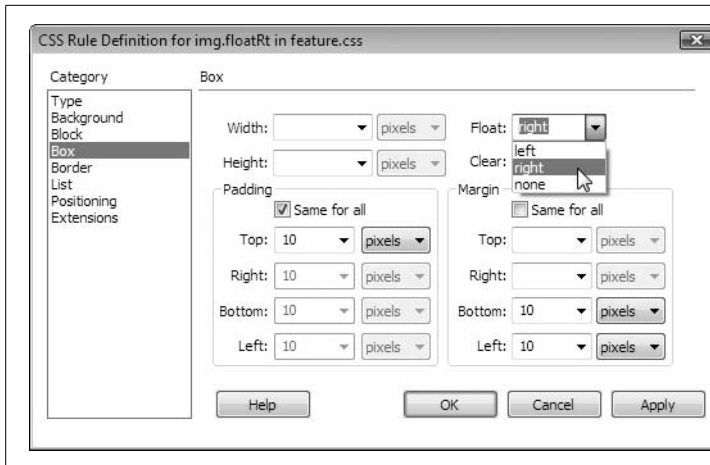 CSS Rule Definition for img.floatRt in feature.css
Category
Box
Type
Background
Block
Box
Border
List
Positioning
Extensions
Width: pixels Float: right
left
right
none
Height: pixels Clear:
Padding
Same for all
Top: 10 pixels
Right: 10 pixels
Bottom: 10 pixels
Left: 10 pixels
Margin
Same for all
Top: pixels
Right: pixels
Bottom: 10 pixels
Left: 10 pixels
Help OK Cancel Apply